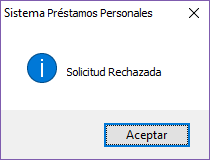 Sistema Préstamos Personales
Solicitud Rechazada
Aceptar